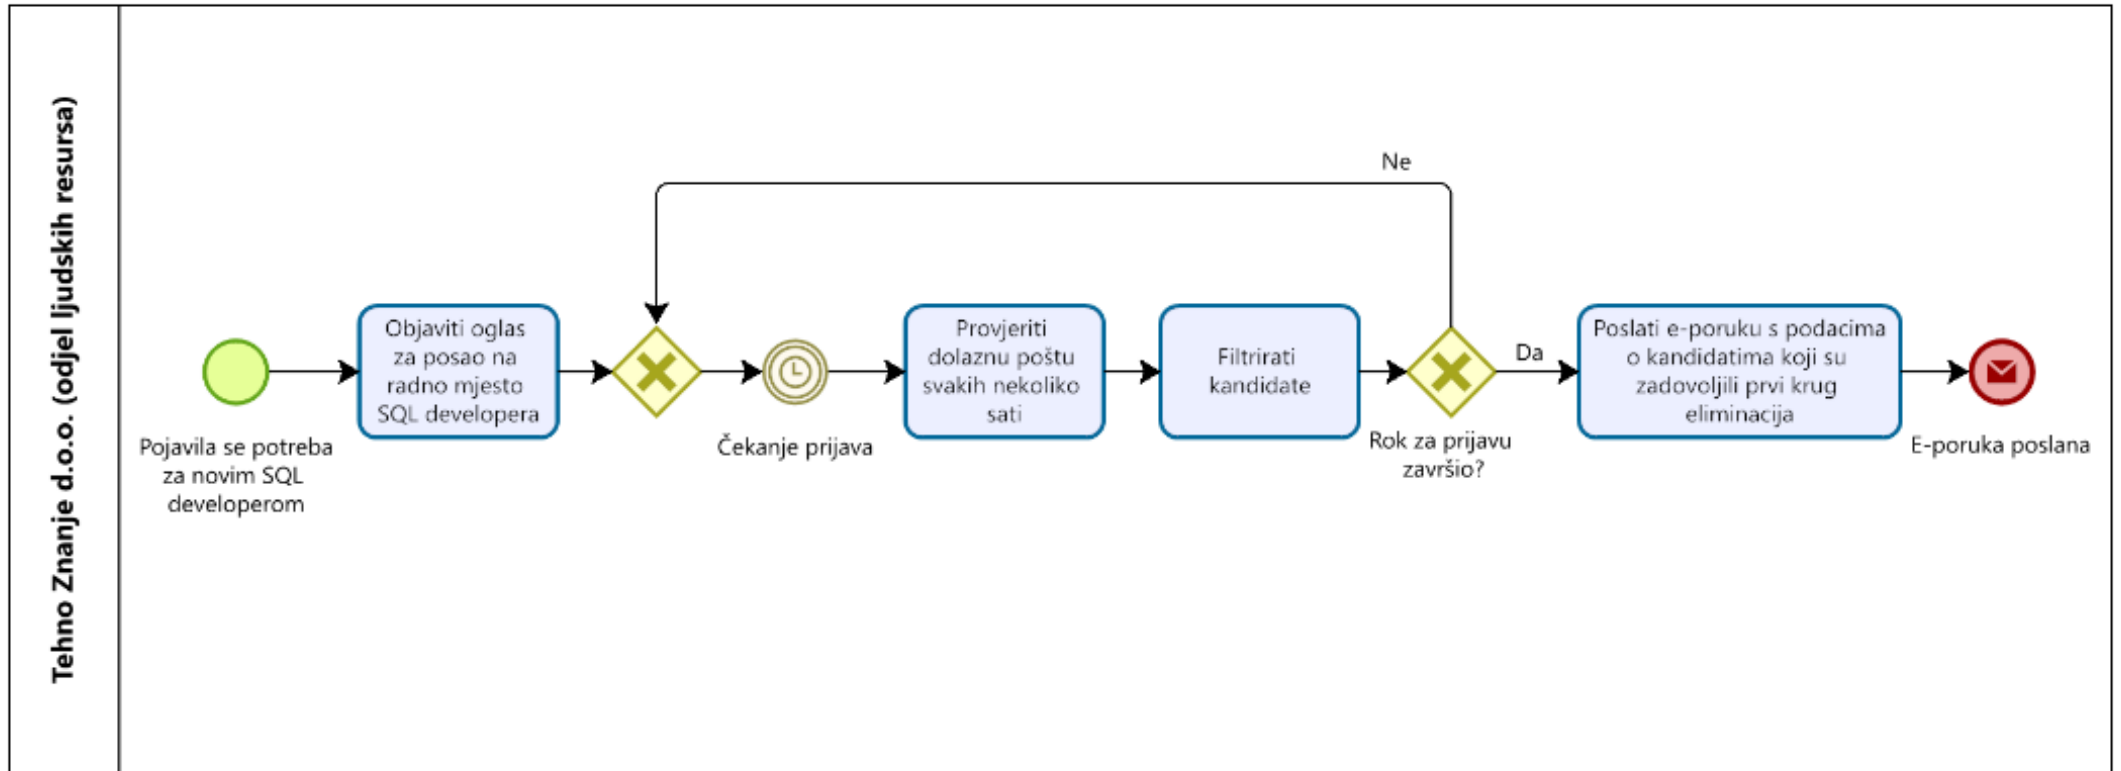 Tehno Znanje d.o.o. (odjel ljudskih resursa)
Pojavila se potreba
za novim SQL
developerom
Objaviti oglas
za posao na
radno mjesto
SQL developera
Čekanje prijava
Provjeriti
dolaznu poštu
svakih nekoliko
sati
Filtrirati
kandidate
Rok za prijavu
završio?
Ne
Da
Poslati e-poruku s podacima
o kandidatima koji su
zadovoljili prvi krug
eliminacija
E-poruka poslana